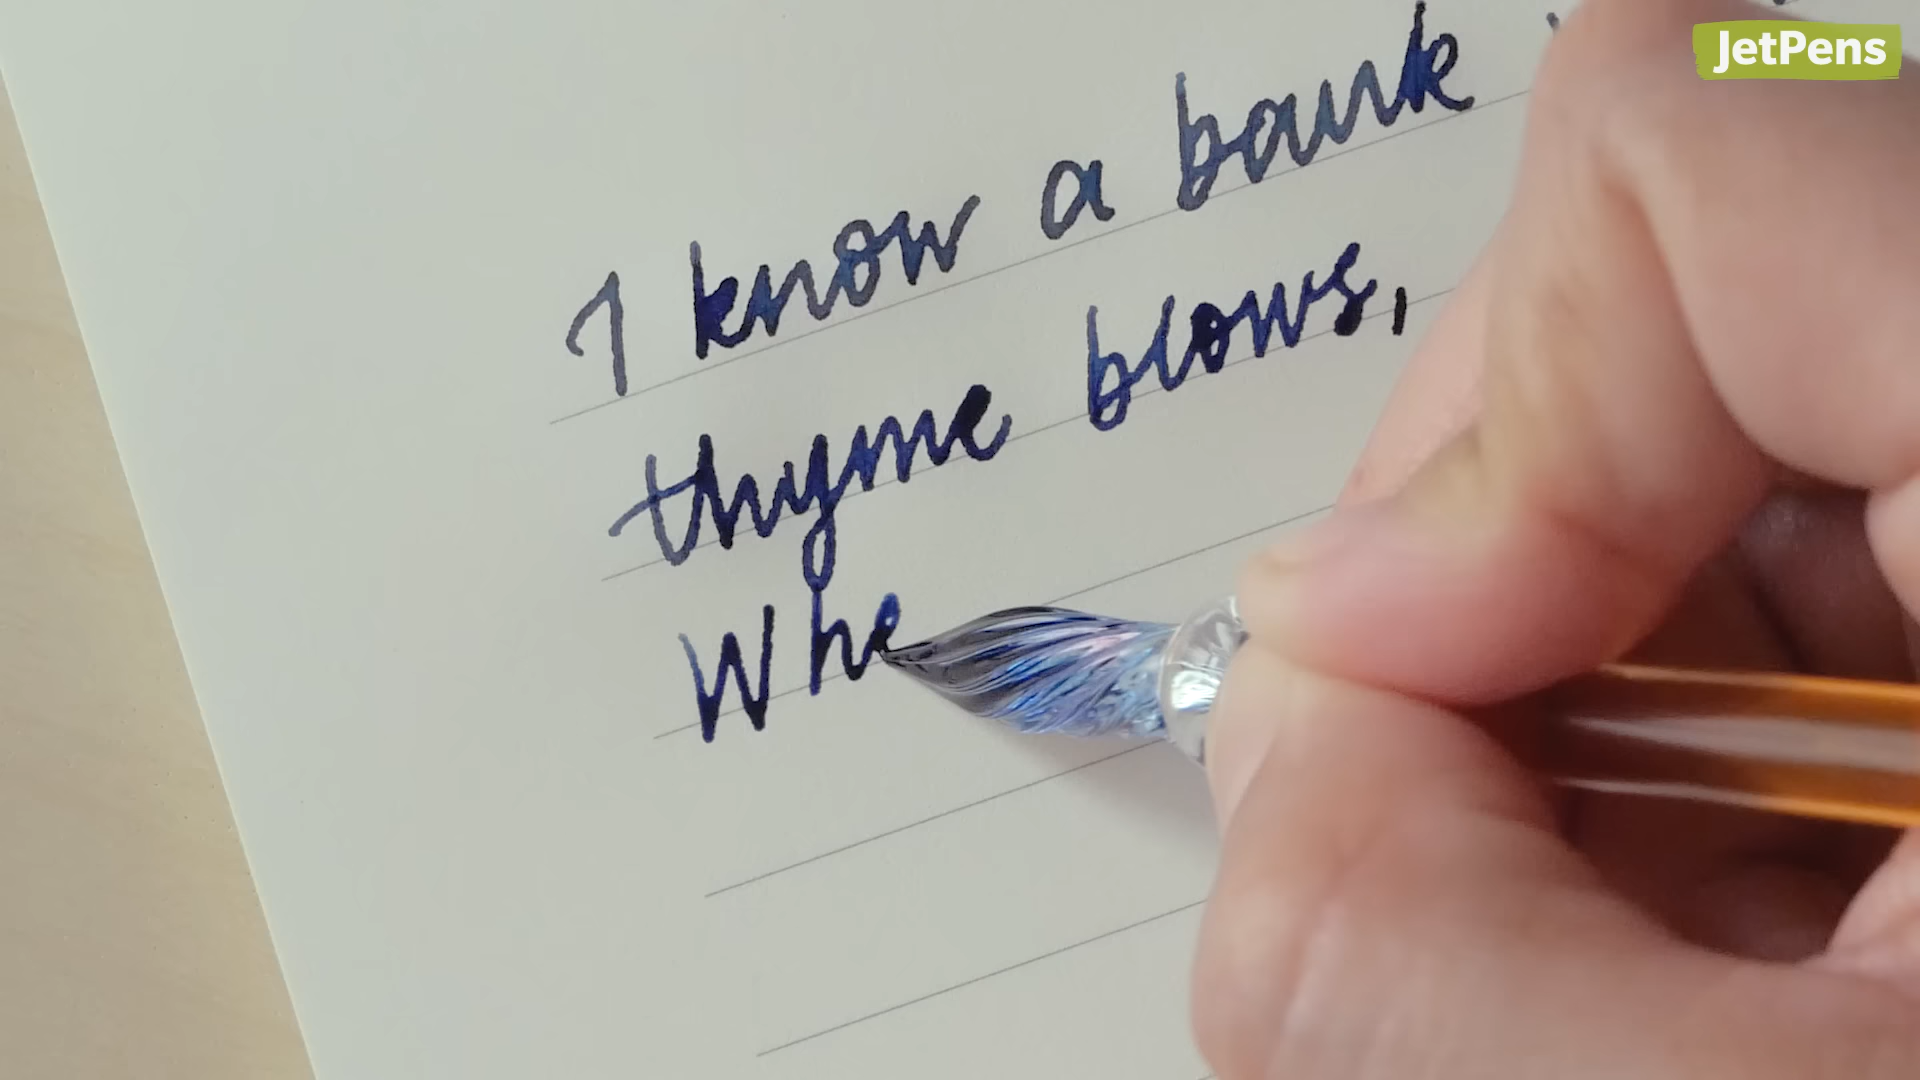 JetPens
I know a bank
thyme blows,
Whe